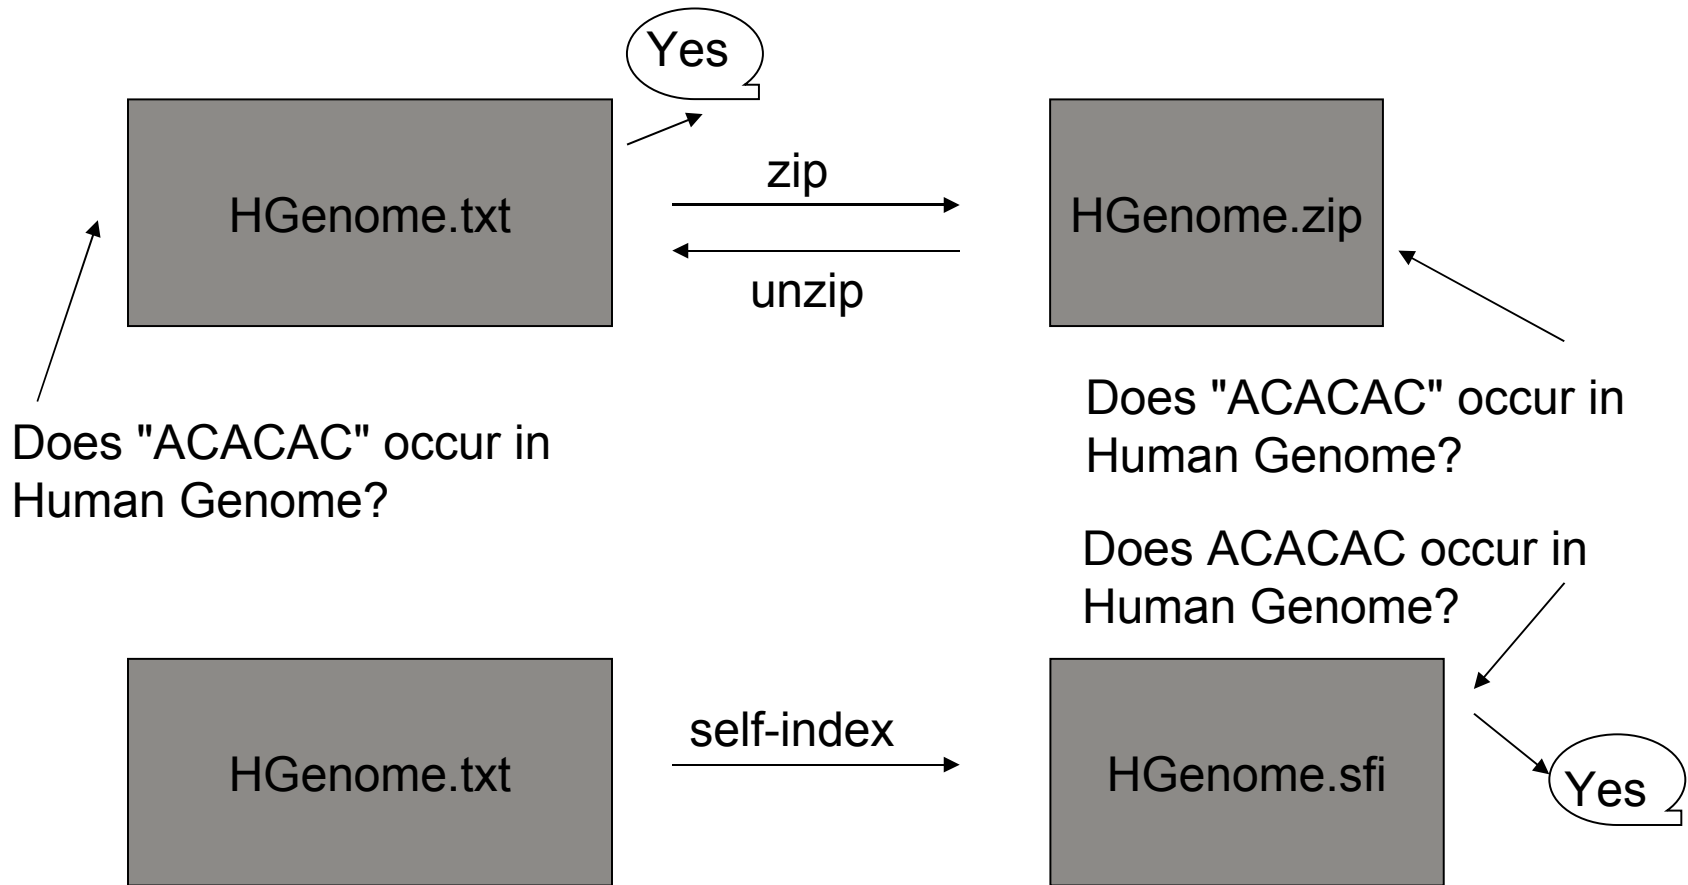 Yes
zip
HGenome.txt
HGenome.zip
unzip
Does "ACACAC" occur in
Human Genome?
Does "ACACAC" occur in
Human Genome?
Does ACACAC occur in
Human Genome?
self-index
HGenome.txt
HGenome.sfi
Yes